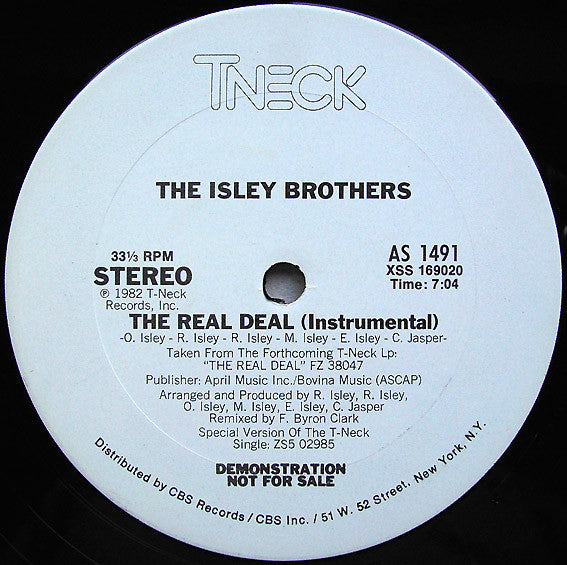 TNECK
THE ISLEY BROTHERS
33⅓ RPM
STEREO
℗ 1982 T-Neck
Records, Inc.
AS 1491
XSS 169020
Time: 7:04
THE REAL DEAL (Instrumental)
-O. Isley - R. Isley - R. Isley - M. Isley - E. Isley - C. Jasper-
Taken From The Forthcoming T-Neck Lp:
"THE REAL DEAL" FZ 38047
Publisher: April Music Inc./Bovina Music (ASCAP)
Arranged and Produced by R. Isley, R. Isley,
O. Isley, M. Isley, E. Isley, C. Jasper
Remixed by F. Byron Clark
Special Version Of The T-Neck
Single: ZS5 02985
DEMONSTRATION
NOT FOR SALE
Distributed by CBS Records / CBS Inc. / 51 W. 52 Street, New York, N.Y.